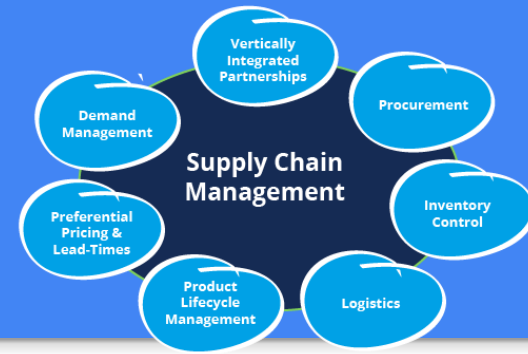 Vertically
Integrated
Partnerships
Procurement
Inventory
Control
Logistics
Product
Lifecycle
Management
Preferential
Pricing &
Lead-Times
Demand
Management
Supply Chain
Management